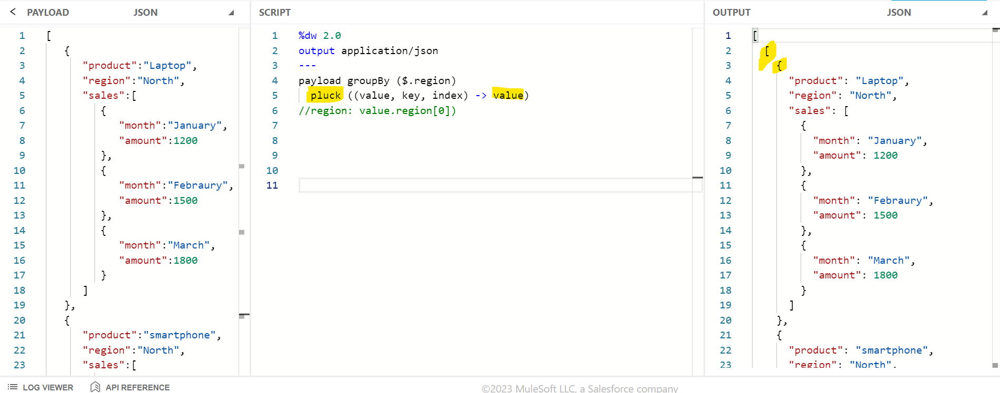 PAYLOAD JSON
1 [
2 {
3 "product":"Laptop",
4 "region":"North",
5 "sales":[
6 {
7 "month":"January",
8 "amount":1200
9 },
10 {
11 "month":"Febraury",
12 "amount":1500
13 },
14 {
15 "month":"March",
16 "amount":1800
17 }
18 ]
19 },
20 {
21 "product":"smartphone",
22 "region":"North",
23 "sales":[
SCRIPT
1 %dw 2.0
2 output application/json
3 ---
4 payload groupBy ($.region)
5 pluck ((value, key, index) -> value)
6 //region: value.region[0])
7
8
9
10
11
OUTPUT JSON
1 [
2 [
3 {
4 "product": "Laptop",
5 "region": "North",
6 "sales": [
7 {
8 "month": "January",
9 "amount": 1200
10 },
11 {
12 "month": "Febraury",
13 "amount": 1500
14 },
15 {
16 "month": "March",
17 "amount": 1800
18 }
19 ]
20 },
21 {
22 "product": "smartphone",
23 "region": "North",
LOG VIEWER API REFERENCE
©2023 MuleSoft LLC, a Salesforce company